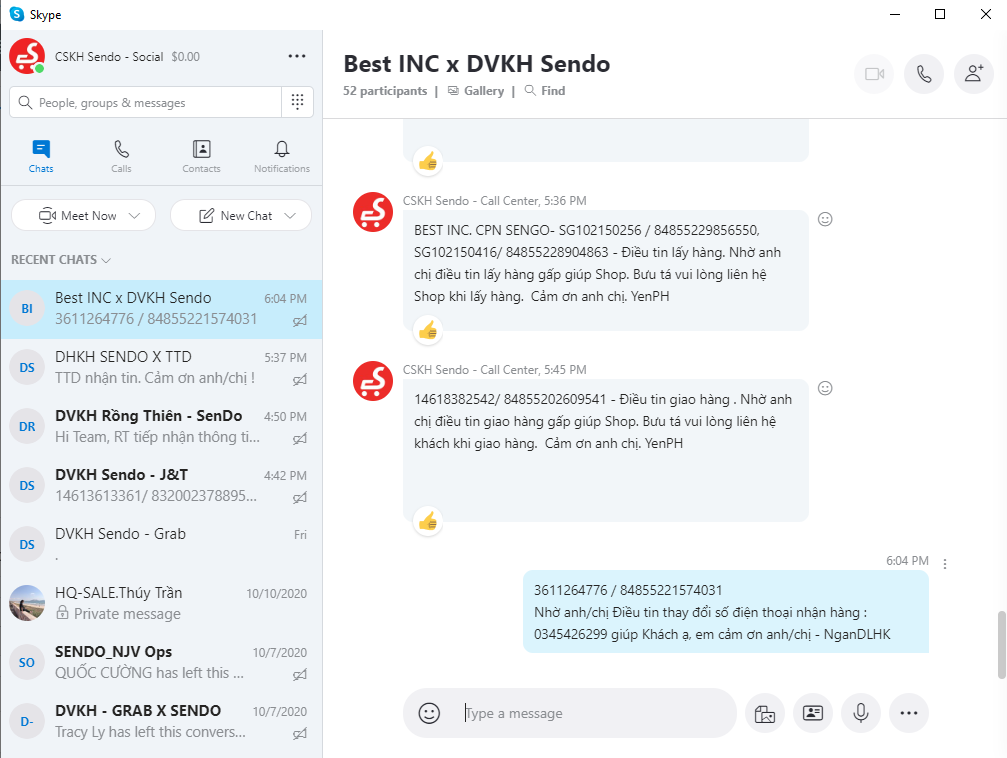 Skype
CSKH Sendo - Social $0.00
People, groups & messages
Chats
Calls
Contacts
Notifications
Meet Now
New Chat
RECENT CHATS
BI
Best INC x DVKH Sendo
6:04 PM
3611264776 / 84855221574031
DS
DHKH SENDO X TTD
5:37 PM
TTD nhận tin. Cảm ơn anh/chị !
DR
DVKH Rồng Thiên - SenDo
4:50 PM
Hi Team, RT tiếp nhận thông ti...
DS
DVKH Sendo - J&T
4:42 PM
14613613361/ 832002378895...
DS
DVKH Sendo - Grab
Fri
.
HQ-SALE.Thúy Trần
10/10/2020
Private message
SO
SENDO_NJV Ops
10/7/2020
QUỐC CƯỜNG has left this ...
D-
DVKH - GRAB X SENDO
10/7/2020
Tracy Ly has left this convers...
Best INC x DVKH Sendo
52 participants | Gallery | Find
CSKH Sendo - Call Center, 5:36 PM
BEST INC. CPN SENGO- SG102150256 / 84855229856550,
SG102150416/ 84855228904863 - Điều tin lấy hàng. Nhờ anh
chị điều tin lấy hàng gấp giúp Shop. Bưu tá vui lòng liên hệ
Shop khi lấy hàng.  Cảm ơn anh chị. YenPH
CSKH Sendo - Call Center, 5:45 PM
14618382542/ 84855202609541 - Điều tin giao hàng . Nhờ anh
chị điều tin giao hàng gấp giúp Shop. Bưu tá vui lòng liên hệ
khách khi giao hàng.  Cảm ơn anh chị. YenPH
6:04 PM
3611264776 / 84855221574031
Nhờ anh/chị Điều tin thay đổi số điện thoại nhận hàng :
0345426299 giúp Khách ạ, em cảm ơn anh/chị - NganDLHK
Type a message